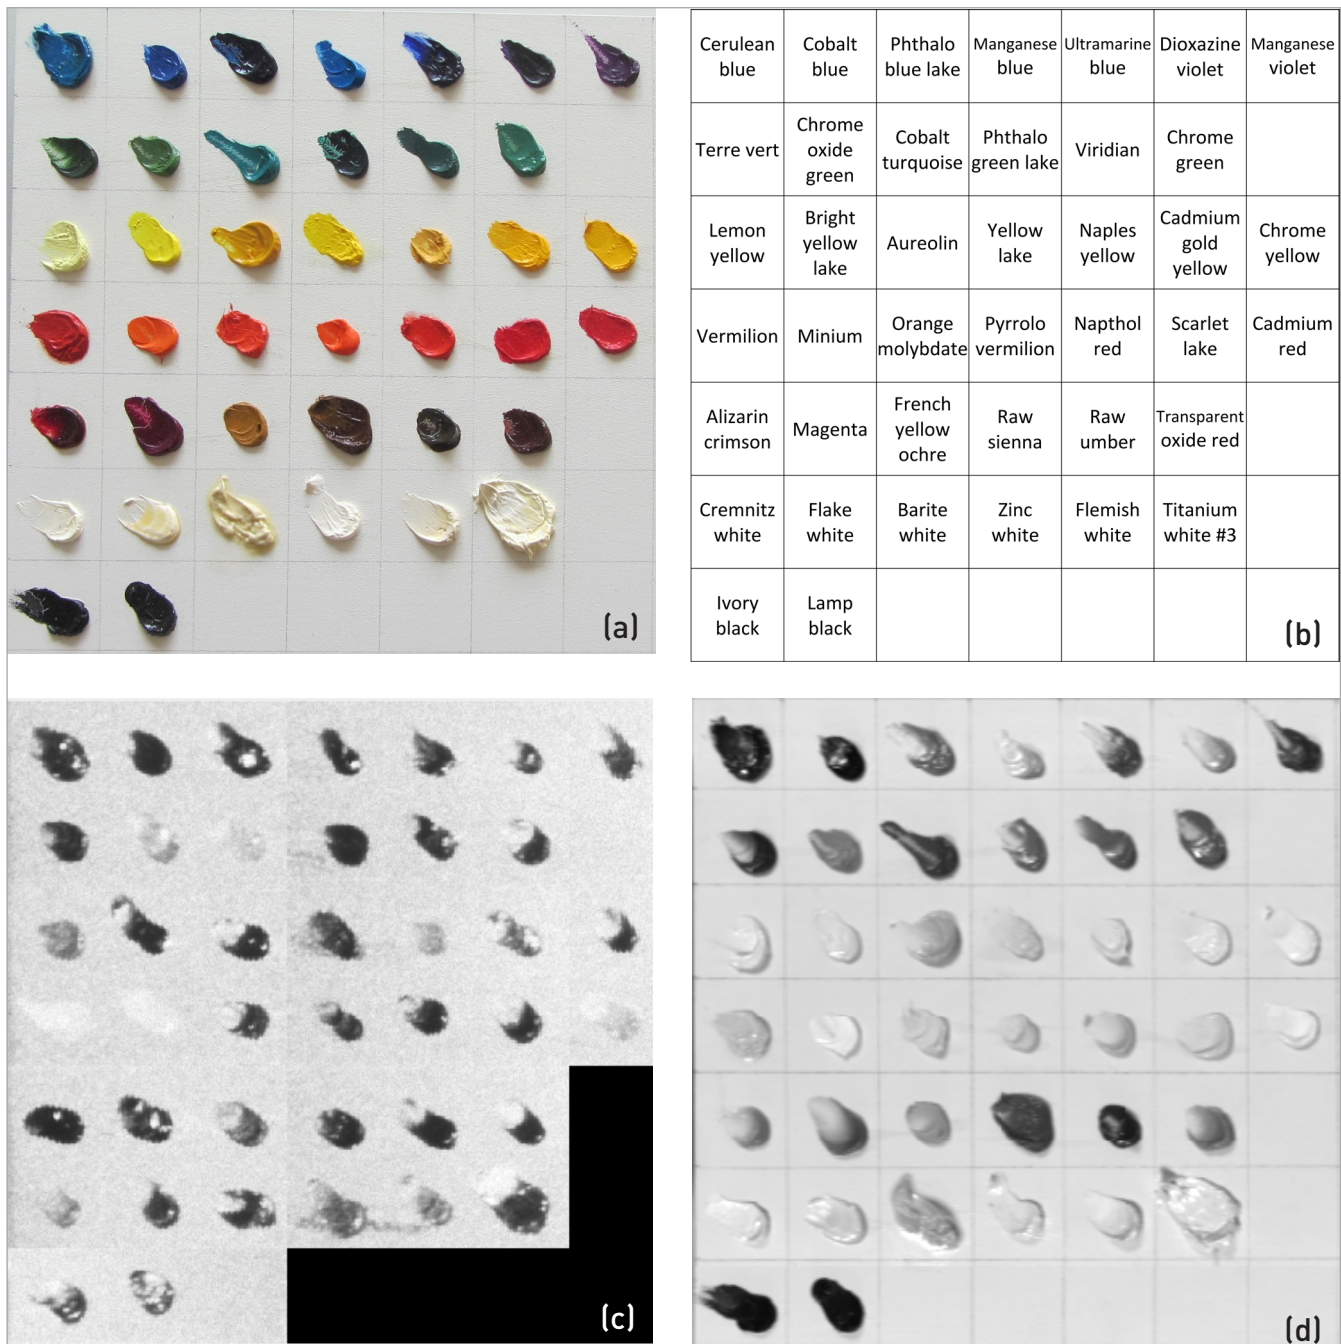 Cerulean
blue
Cobalt
blue
Phthalo
blue lake
Manganese
blue
Ultramarine
blue
Dioxazine
violet
Manganese
violet
Terre vert
Chrome
oxide
green
Cobalt
turquoise
Phthalo
green lake
Viridian
Chrome
green
Lemon
yellow
Bright
yellow
lake
Aureolin
Yellow
lake
Naples
yellow
Cadmium
gold
yellow
Chrome
yellow
Vermilion
Minium
Orange
molybdate
Pyrrolo
vermilion
Napthol
red
Scarlet
lake
Cadmium
red
Alizarin
crimson
Magenta
French
yellow
ochre
Raw
sienna
Raw
umber
Transparent
oxide red
Cremnitz
white
Flake
white
Barite
white
Zinc
white
Flemish
white
Titanium
white #3
Ivory
black
Lamp
black
(a)
(b)
(c)
(d)